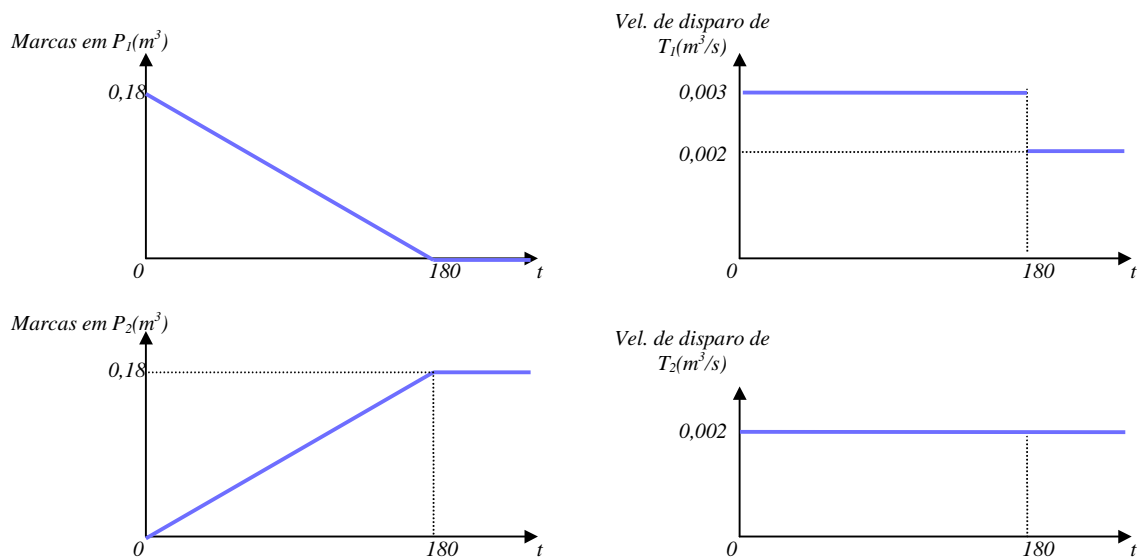 Marcas em P₁(m³)
0,18
0
180
t
Vel. de disparo de
T₁(m³/s)
0,003
0,002
0
180
t
Marcas em P₂(m³)
0,18
0
180
t
Vel. de disparo de
T₂(m³/s)
0,002
0
180
t